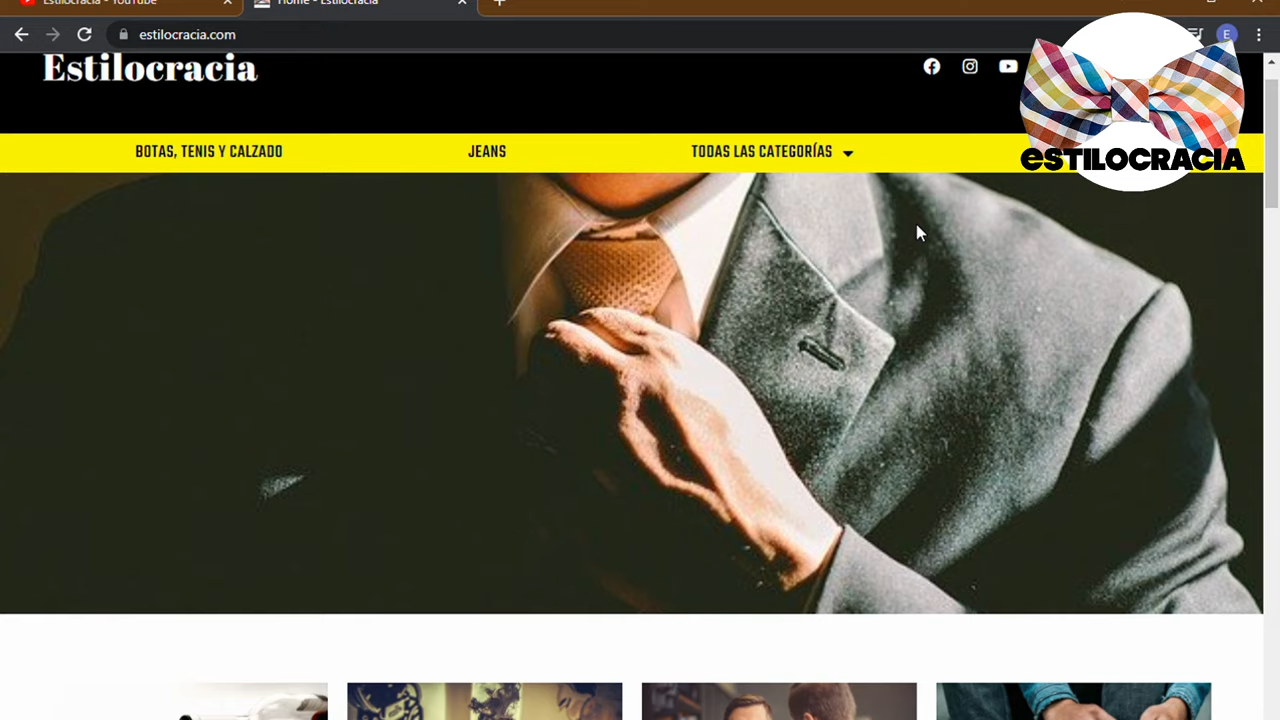 Estilocracia - YouTube
Home - Estilocracia
estilocracia.com
E
Estilocracia
BOTAS, TENIS Y CALZADO
JEANS
TODAS LAS CATEGORÍAS
eSTILOCRACIA